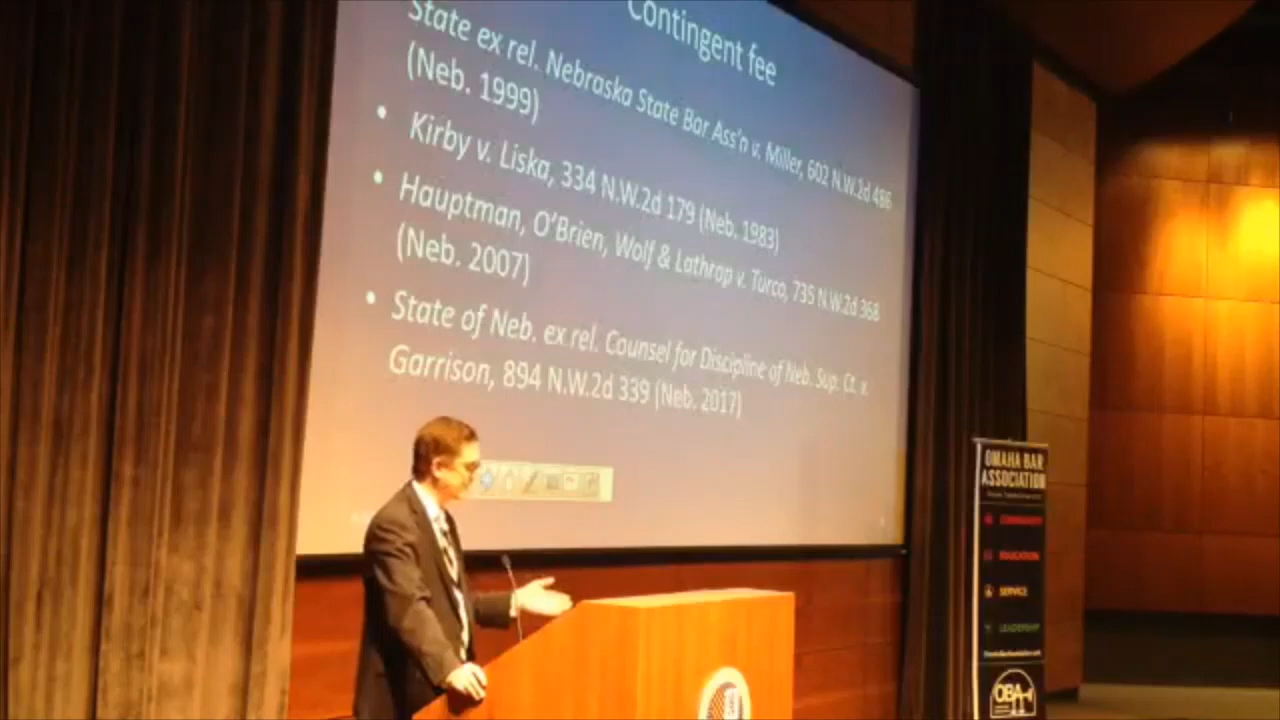 Contingent fee
State ex rel. Nebraska State Bar Ass'n v. Miller, 602 N.W.2d 486
(Neb. 1999)
• Kirby v. Liska, 334 N.W.2d 179 (Neb. 1983)
• Hauptman, O'Brien, Wolf & Lathrop v. Turco, 735 N.W.2d 368
(Neb. 2007)
• State of Neb. ex rel. Counsel for Discipline of Neb. Sup. Ct. v.
Garrison, 894 N.W.2d 339 (Neb. 2017)
OMAHA BAR
ASSOCIATION
EDUCATION
SERVICE
LEADERSHIP
OBA